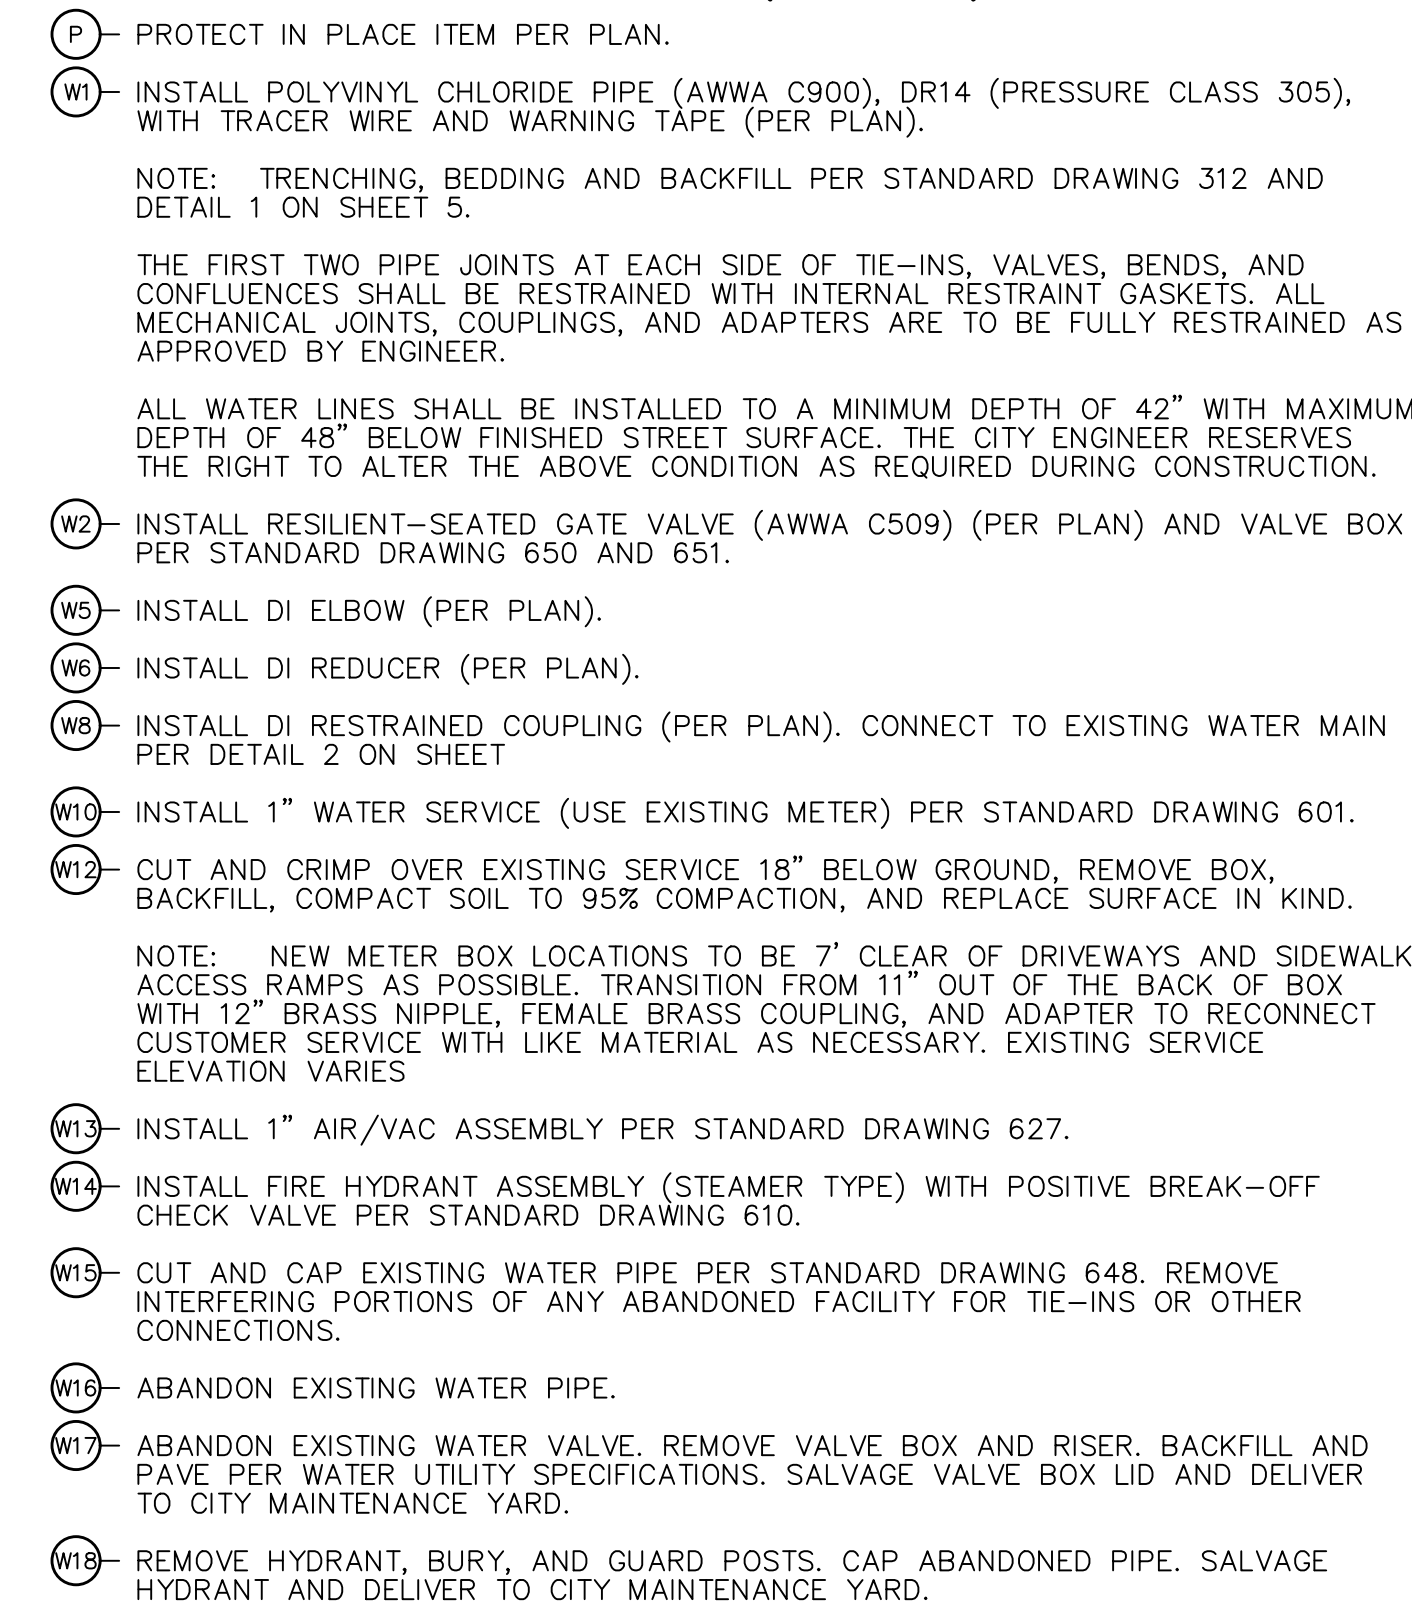 P PROTECT IN PLACE ITEM PER PLAN.
W1 INSTALL POLYVINYL CHLORIDE PIPE (AWWA C900), DR14 (PRESSURE CLASS 305),
WITH TRACER WIRE AND WARNING TAPE (PER PLAN).
NOTE: TRENCHING, BEDDING AND BACKFILL PER STANDARD DRAWING 312 AND
DETAIL 1 ON SHEET 5.
THE FIRST TWO PIPE JOINTS AT EACH SIDE OF TIE-INS, VALVES, BENDS, AND
CONFLUENCES SHALL BE RESTRAINED WITH INTERNAL RESTRAINT GASKETS. ALL
MECHANICAL JOINTS, COUPLINGS, AND ADAPTERS ARE TO BE FULLY RESTRAINED AS
APPROVED BY ENGINEER.
ALL WATER LINES SHALL BE INSTALLED TO A MINIMUM DEPTH OF 42" WITH MAXIMUM
DEPTH OF 48" BELOW FINISHED STREET SURFACE. THE CITY ENGINEER RESERVES
THE RIGHT TO ALTER THE ABOVE CONDITION AS REQUIRED DURING CONSTRUCTION.
W2 INSTALL RESILIENT-SEATED GATE VALVE (AWWA C509) (PER PLAN) AND VALVE BOX
PER STANDARD DRAWING 650 AND 651.
W5 INSTALL DI ELBOW (PER PLAN).
W6 INSTALL DI REDUCER (PER PLAN).
W8 INSTALL DI RESTRAINED COUPLING (PER PLAN). CONNECT TO EXISTING WATER MAIN
PER DETAIL 2 ON SHEET
W10 INSTALL 1" WATER SERVICE (USE EXISTING METER) PER STANDARD DRAWING 601.
W12 CUT AND CRIMP OVER EXISTING SERVICE 18" BELOW GROUND, REMOVE BOX,
BACKFILL, COMPACT SOIL TO 95% COMPACTION, AND REPLACE SURFACE IN KIND.
NOTE: NEW METER BOX LOCATIONS TO BE 7' CLEAR OF DRIVEWAYS AND SIDEWALK
ACCESS RAMPS AS POSSIBLE. TRANSITION FROM 11" OUT OF THE BACK OF BOX
WITH 12" BRASS NIPPLE, FEMALE BRASS COUPLING, AND ADAPTER TO RECONNECT
CUSTOMER SERVICE WITH LIKE MATERIAL AS NECESSARY. EXISTING SERVICE
ELEVATION VARIES
W13 INSTALL 1" AIR/VAC ASSEMBLY PER STANDARD DRAWING 627.
W14 INSTALL FIRE HYDRANT ASSEMBLY (STEAMER TYPE) WITH POSITIVE BREAK-OFF
CHECK VALVE PER STANDARD DRAWING 610.
W15 CUT AND CAP EXISTING WATER PIPE PER STANDARD DRAWING 648. REMOVE
INTERFERING PORTIONS OF ANY ABANDONED FACILITY FOR TIE-INS OR OTHER
CONNECTIONS.
W16 ABANDON EXISTING WATER PIPE.
W17 ABANDON EXISTING WATER VALVE. REMOVE VALVE BOX AND RISER. BACKFILL AND
PAVE PER WATER UTILITY SPECIFICATIONS. SALVAGE VALVE BOX LID AND DELIVER
TO CITY MAINTENANCE YARD.
W18 REMOVE HYDRANT, BURY, AND GUARD POSTS. CAP ABANDONED PIPE. SALVAGE
HYDRANT AND DELIVER TO CITY MAINTENANCE YARD.